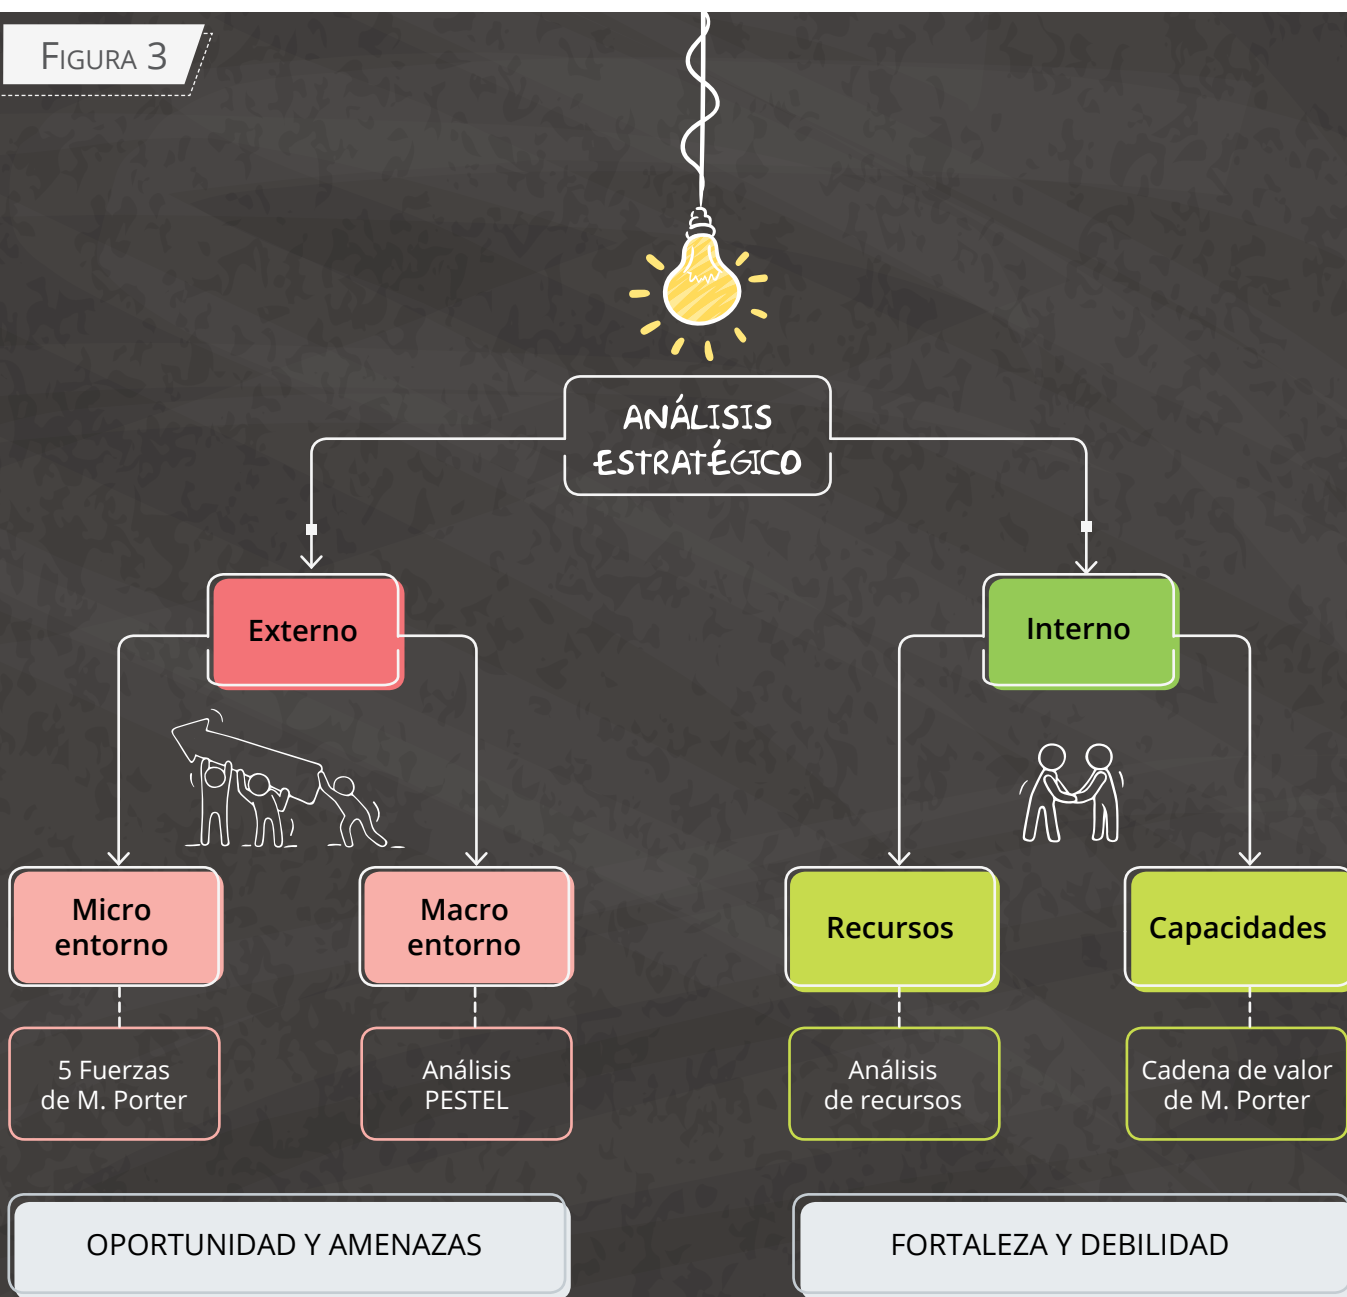 FIGURA 3
ANÁLISIS
ESTRATÉGICO
Externo
Interno
Micro
entorno
Macro
entorno
Recursos
Capacidades
5 Fuerzas
de M. Porter
Análisis
PESTEL
Análisis
de recursos
Cadena de valor
de M. Porter
OPORTUNIDAD Y AMENAZAS
FORTALEZA Y DEBILIDAD